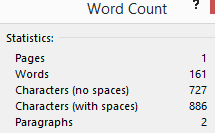 Word Count ?
Statistics:
Pages 1
Words 161
Characters (no spaces) 727
Characters (with spaces) 886
Paragraphs 2